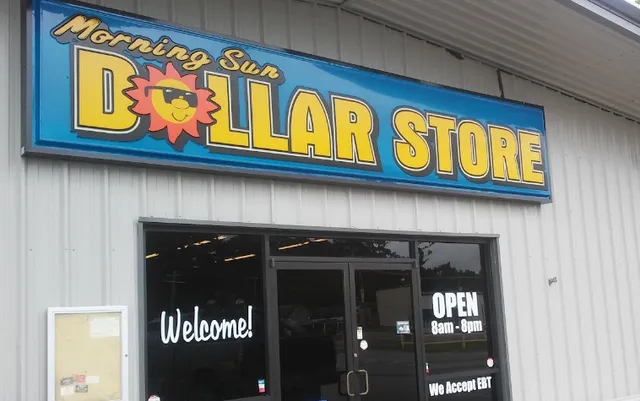 Morning Sun
DOLLAR STORE
Welcome!
OPEN
8am - 8pm
We Accept EBT